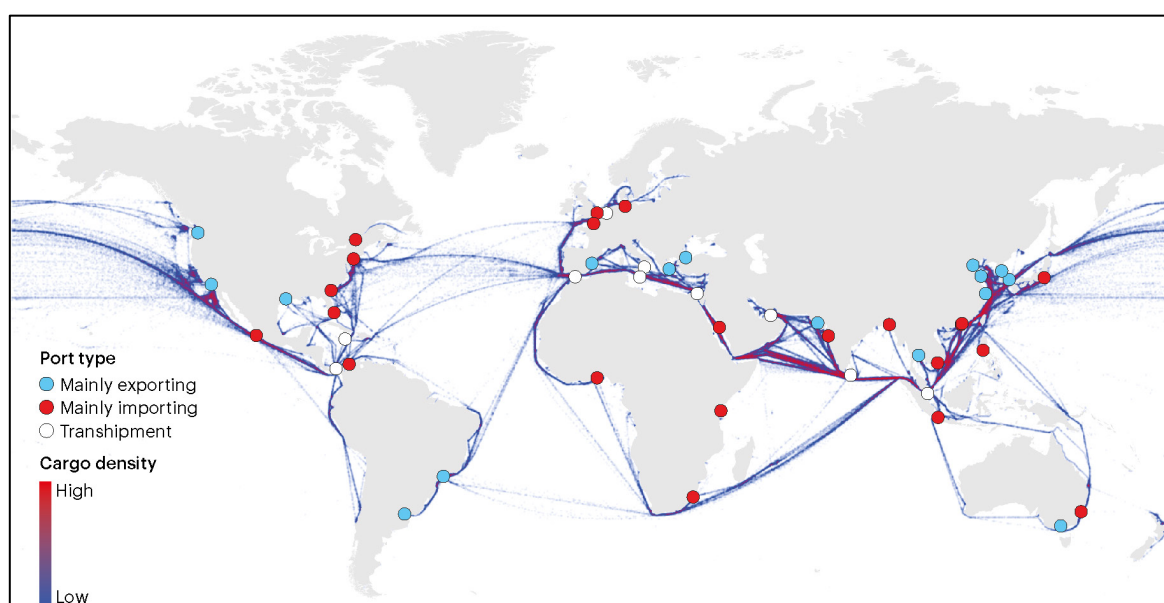 Port type
Mainly exporting
Mainly importing
Transhipment
Cargo density
High
Low